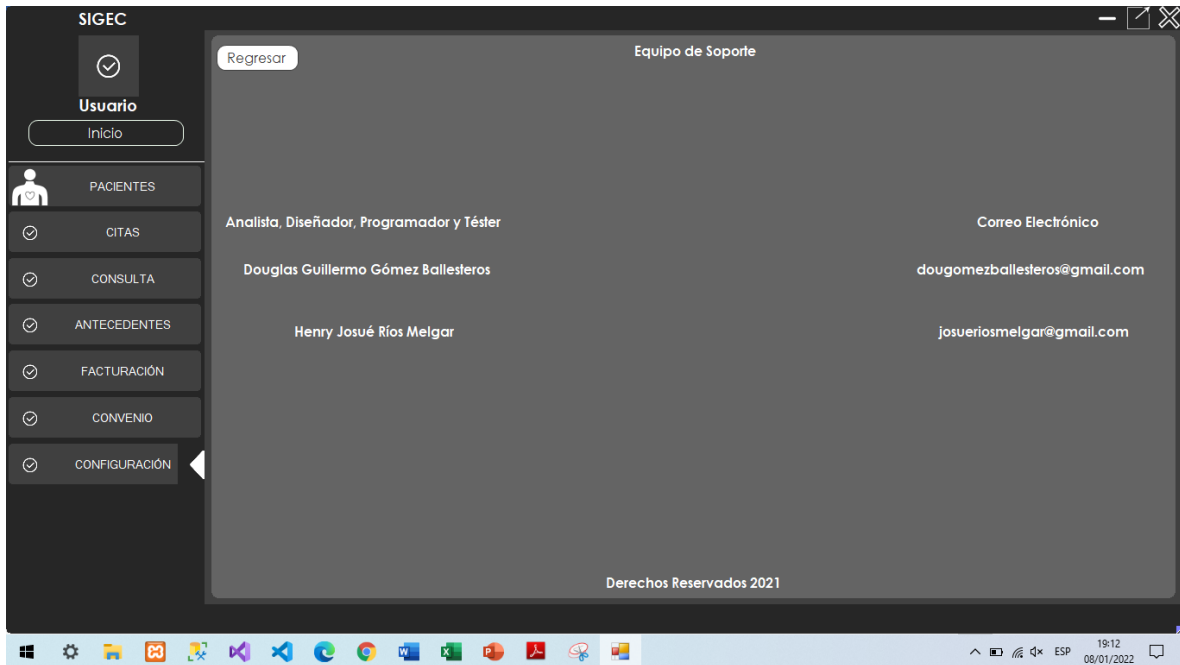 SIGEC
Usuario
Inicio
PACIENTES
CITAS
CONSULTA
ANTECEDENTES
FACTURACIÓN
CONVENIO
CONFIGURACIÓN
Regresar
Equipo de Soporte
Analista, Diseñador, Programador y Téster
Correo Electrónico
Douglas Guillermo Gómez Ballesteros
dougomezballesteros@gmail.com
Henry Josué Ríos Melgar
josueriosmelgar@gmail.com
Derechos Reservados 2021
ESP
19:12
08/01/2022